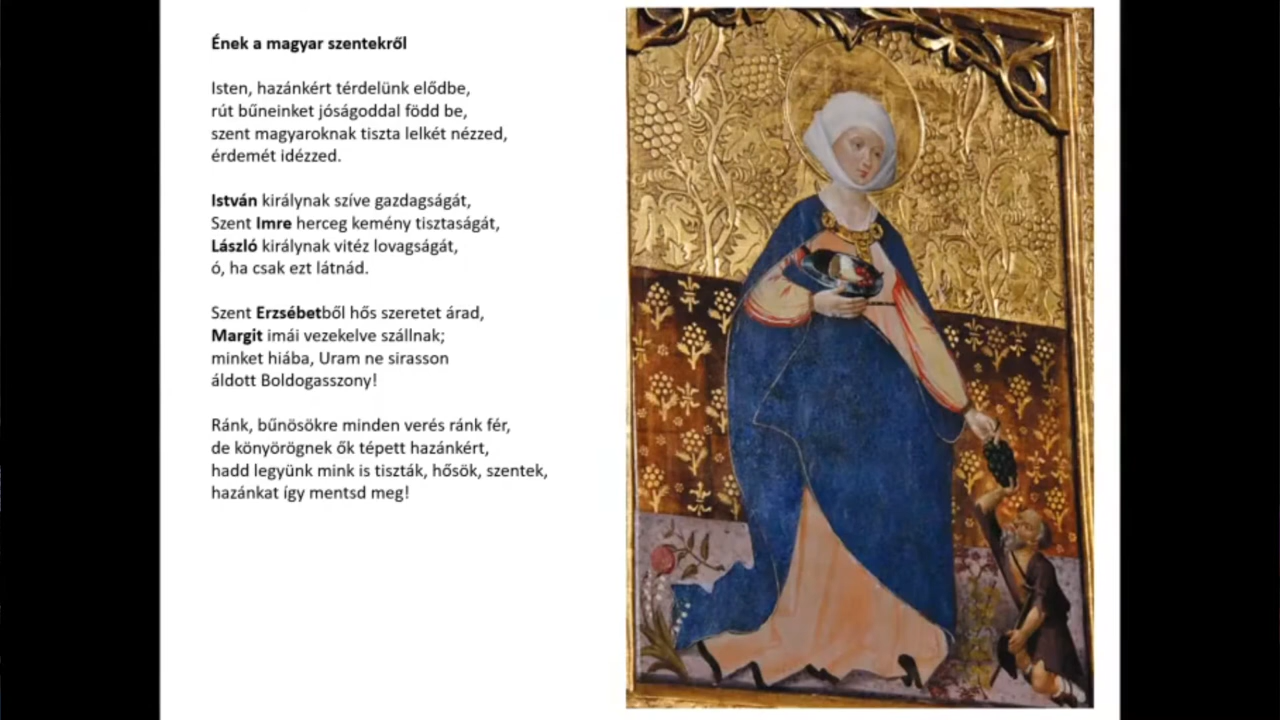 Ének a magyar szentekről
Isten, hazánkért térdelünk elődbe,
rút bűneinket jóságoddal född be,
szent magyaroknak tiszta lelkét nézzed,
érdemét idézzed.
István királynak szíve gazdagságát,
Szent Imre herceg kemény tisztaságát,
László királynak vitéz lovagságát,
ó, ha csak ezt látnád.
Szent Erzsébetből hős szeretet árad,
Margit imái vezekelve szállnak;
minket hiába, Uram ne sirasson
áldott Boldogasszony!
Ránk, bűnösökre minden verés ránk fér,
de könyörögnek ők tépett hazánkért,
hadd legyünk mink is tiszták, hősök, szentek,
hazánkat így mentsd meg!